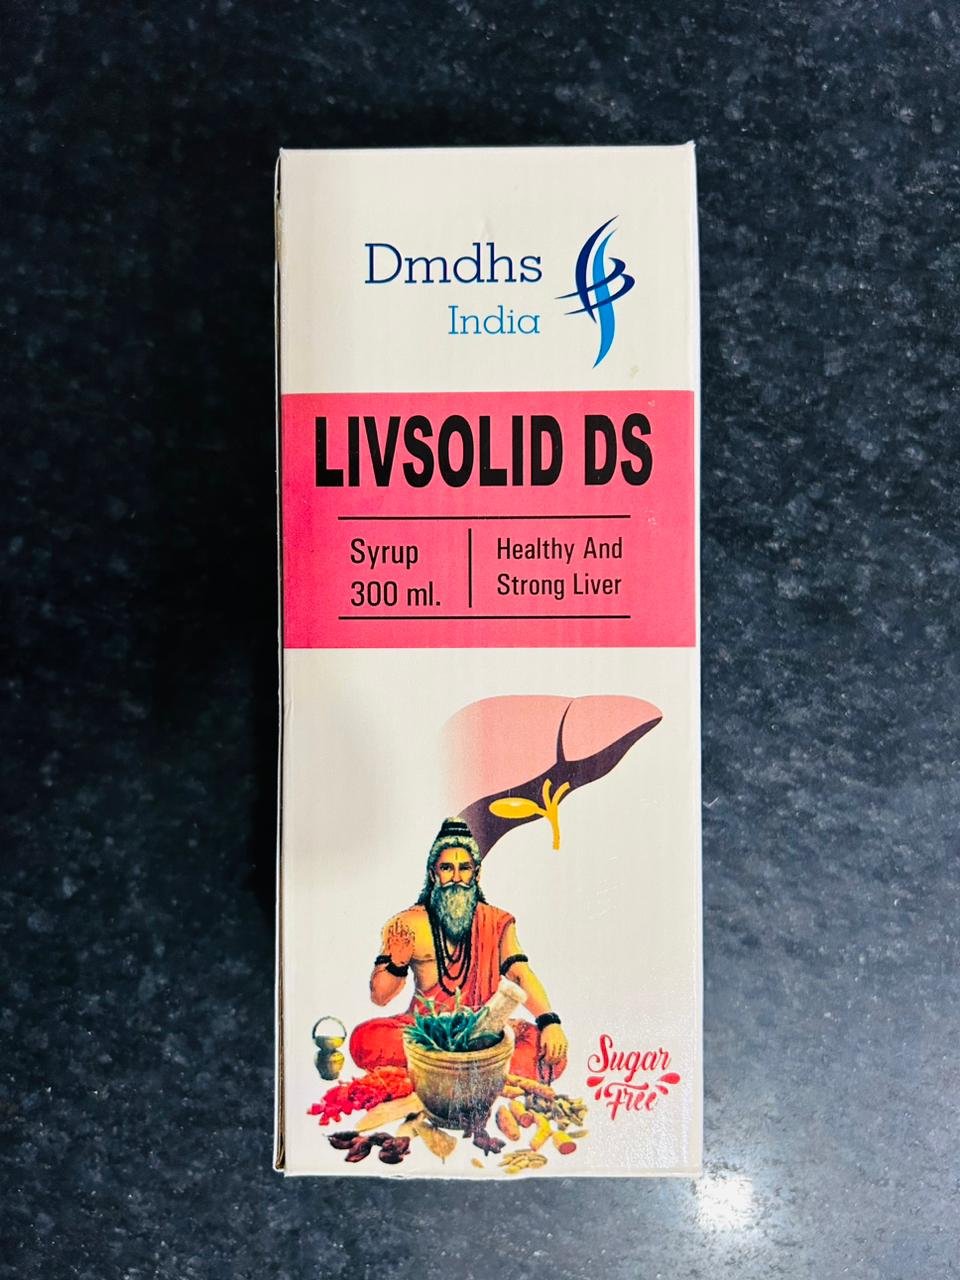 Dmdhs
India
LIVSOLID DS
Syrup
300 ml.
Healthy And
Strong Liver
Sugar
Free